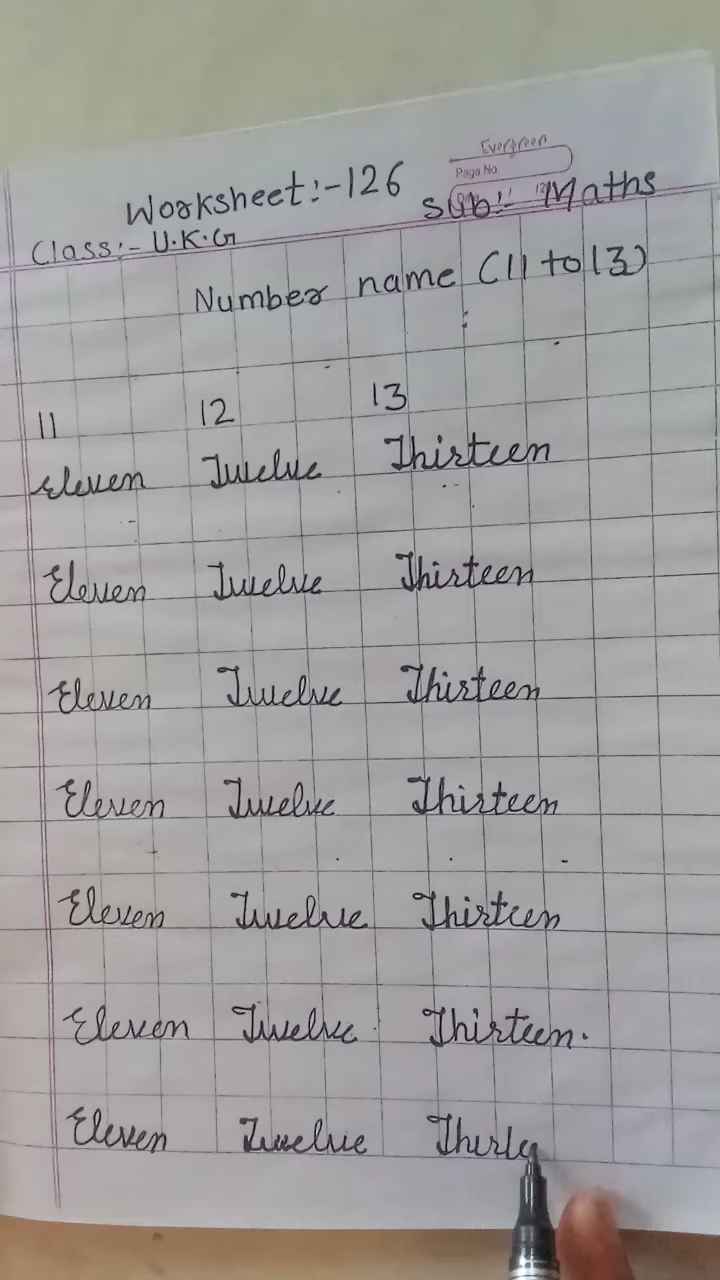 Evergreen
Page No
Worksheet:-126
Sub:- Maths
Class:- U.K.G
Number name (11 to 13)
11 12 13
Eleven Twelve Thirteen
Eleven Twelve Thirteen
Eleven Twelve Thirteen
Eleven Twelve Thirteen
Eleven Twelve Thirteen
Eleven Twelve Thirteen.
Eleven Twelve